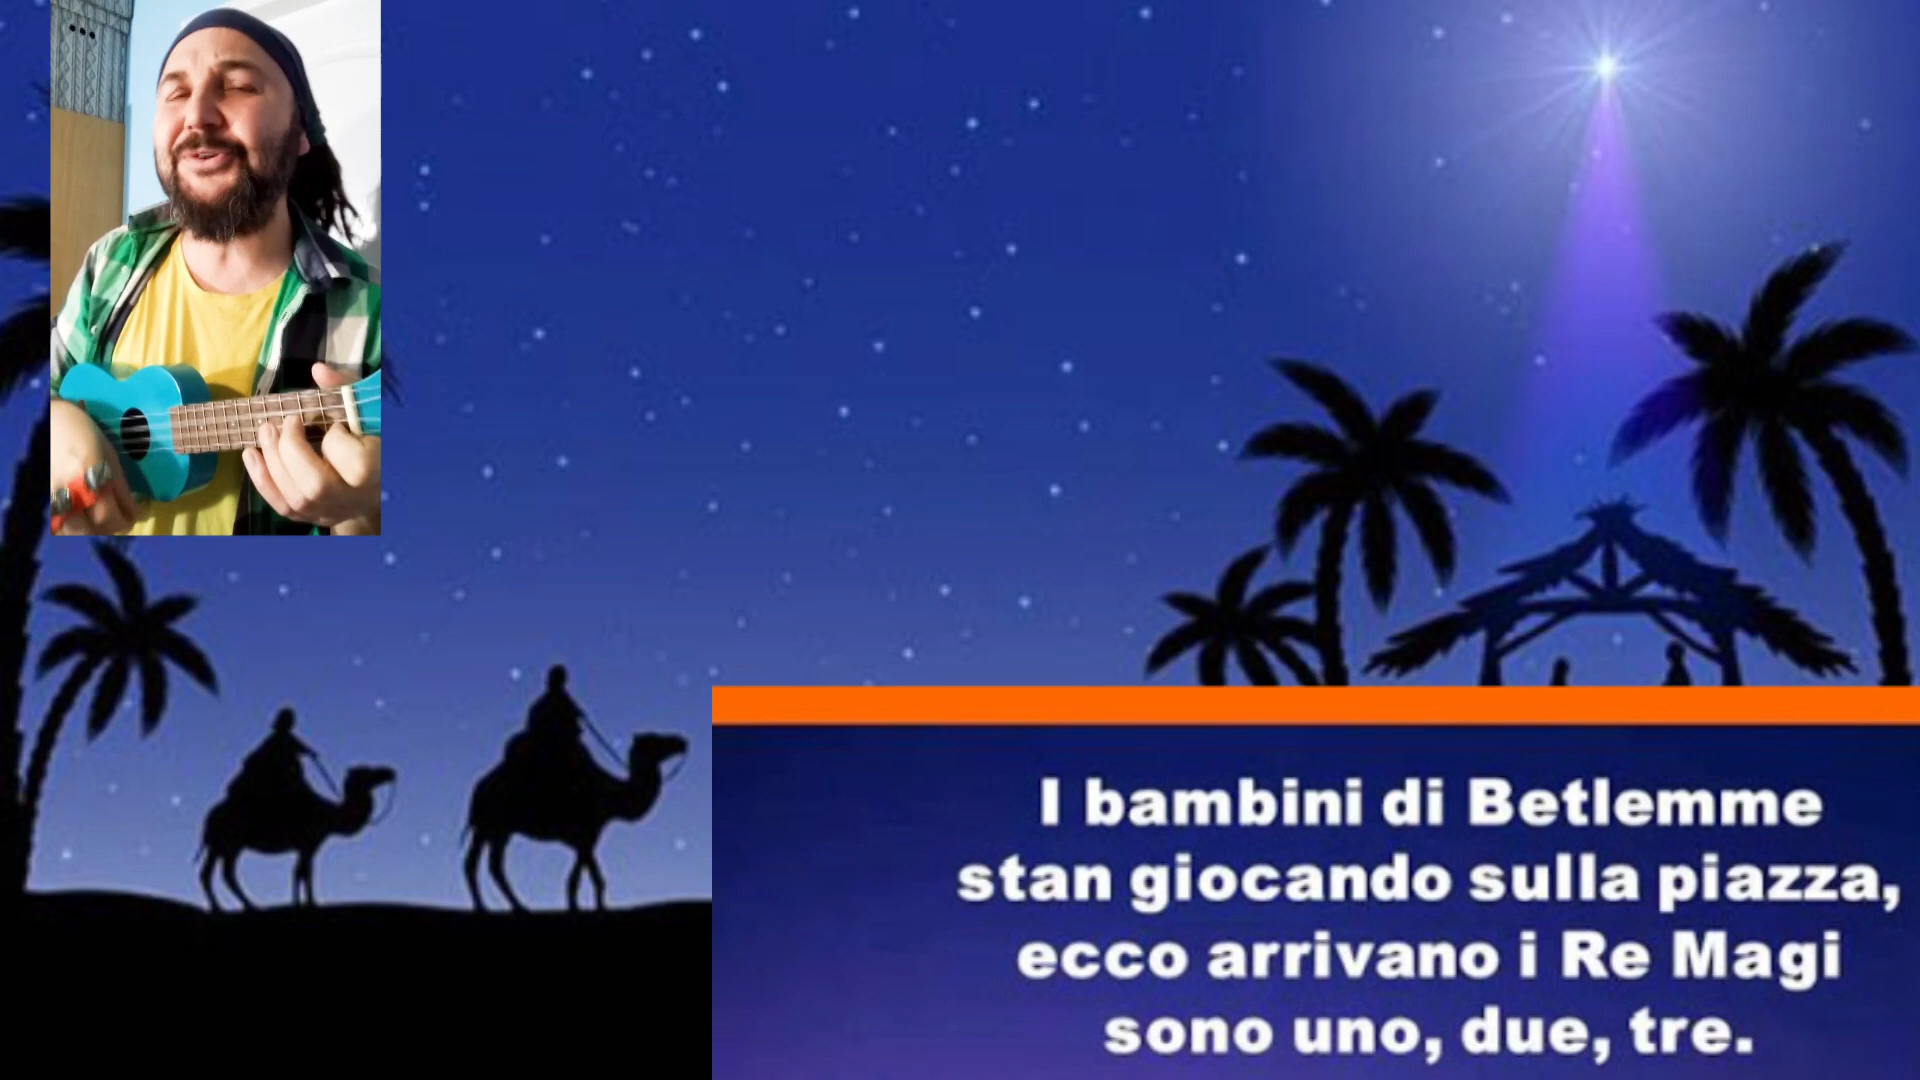 I bambini di Betlemme
stan giocando sulla piazza,
ecco arrivano i Re Magi
sono uno, due, tre.